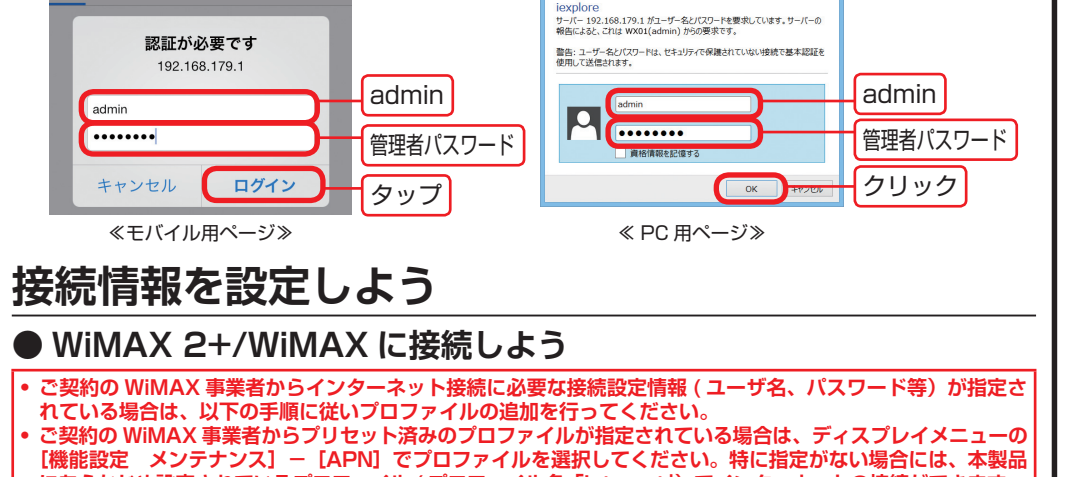 認証が必要です
192.168.179.1
admin
••••••••
キャンセル
ログイン
admin
管理者パスワード
タップ
≪モバイル用ページ≫
iexplore
サーバー 192.168.179.1 がユーザー名とパスワードを要求しています。サーバーの
報告によると、これは WX01(admin) からの要求です。
警告: ユーザー名とパスワードは、セキュリティで保護されていない接続で基本認証を
使用して送信されます。
admin
••••••••
資格情報を記憶する
OK
キャンセル
admin
管理者パスワード
クリック
≪ PC 用ページ≫
接続情報を設定しよう
● WiMAX 2+/WiMAX に接続しよう
• ご契約の WiMAX 事業者からインターネット接続に必要な接続設定情報 ( ユーザ名、パスワード等）が指定さ
れている場合は、以下の手順に従いプロファイルの追加を行ってください。
• ご契約の WiMAX 事業者からプリセット済みのプロファイルが指定されている場合は、ディスプレイメニューの
［機能設定　メンテナンス］－［APN］でプロファイルを選択してください。特に指定がない場合には、本製品